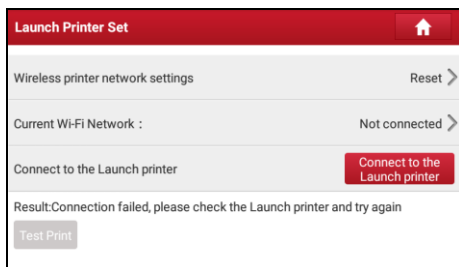 Launch Printer Set
Wireless printer network settings Reset
Current Wi-Fi Network： Not connected
Connect to the Launch printer Connect to the Launch printer
Result:Connection failed, please check the Launch printer and try again
Test Print